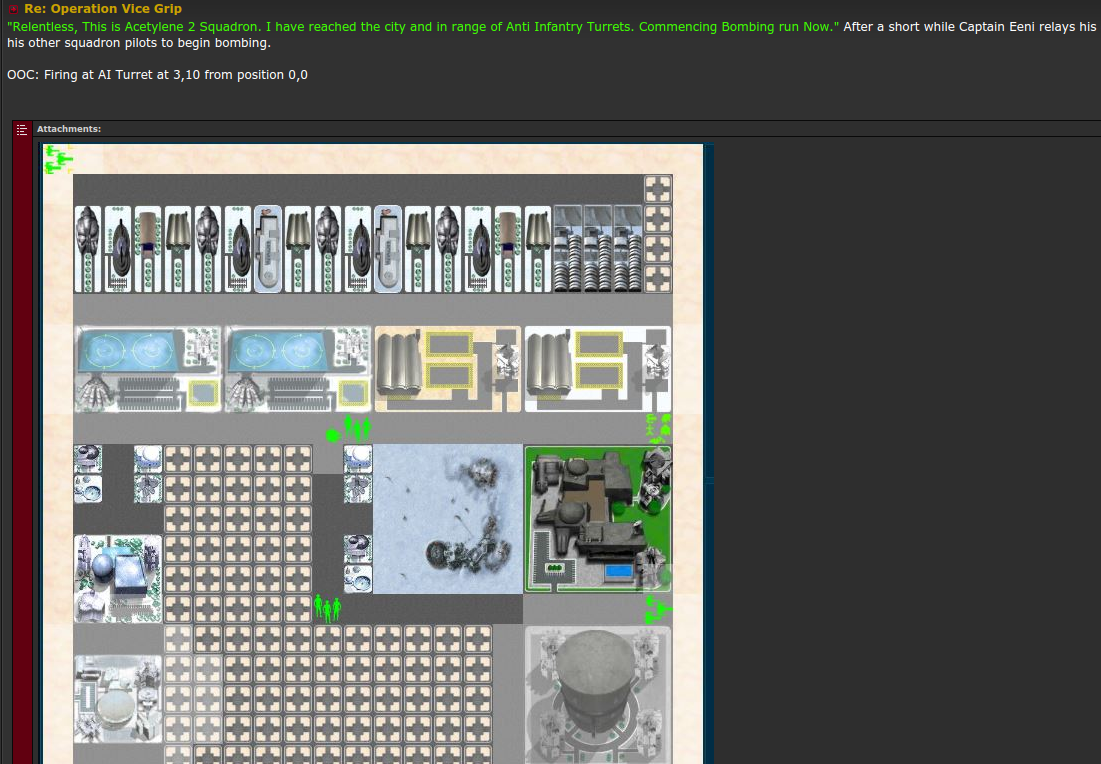 Re: Operation Vice Grip
"Relentless, This is Acetylene 2 Squadron. I have reached the city and in range of Anti Infantry Turrets. Commencing Bombing run Now." After a short while Captain Eeni relays his
his other squadron pilots to begin bombing.
OOC: Firing at AI Turret at 3,10 from position 0,0
Attachments: